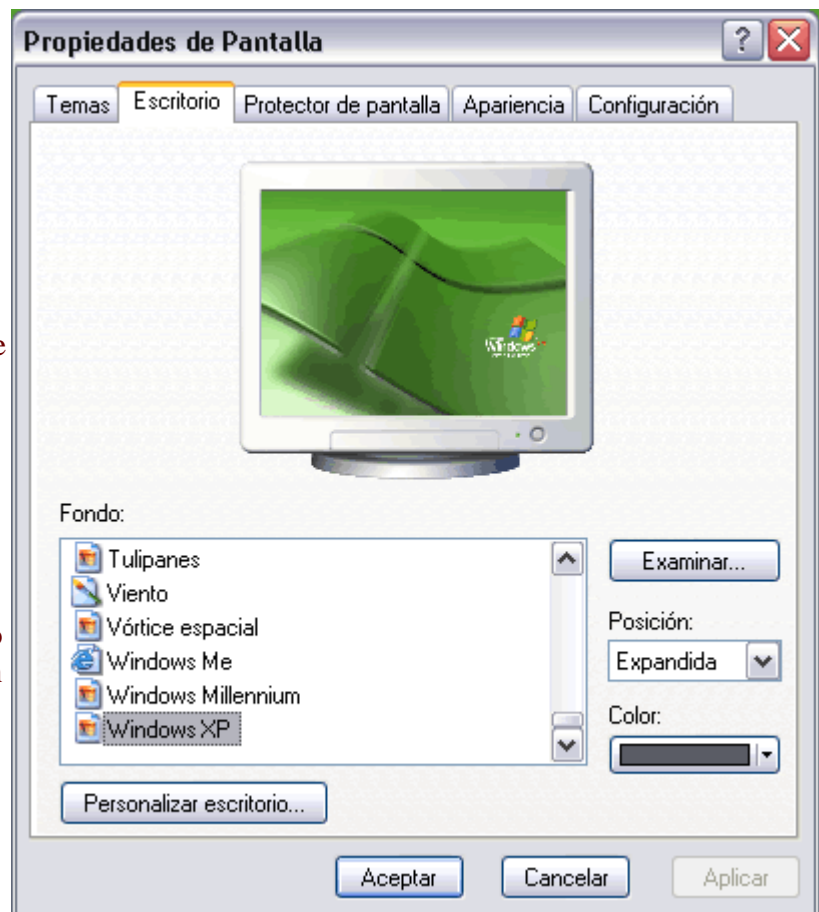 Propiedades de Pantalla
Temas Escritorio Protector de pantalla Apariencia Configuración
Windows
Fondo:
Tulipanes
Viento
Vórtice espacial
Windows Me
Windows Millennium
Windows XP
Examinar...
Posición:
Expandida
Color:
Personalizar escritorio...
Aceptar Cancelar Aplicar